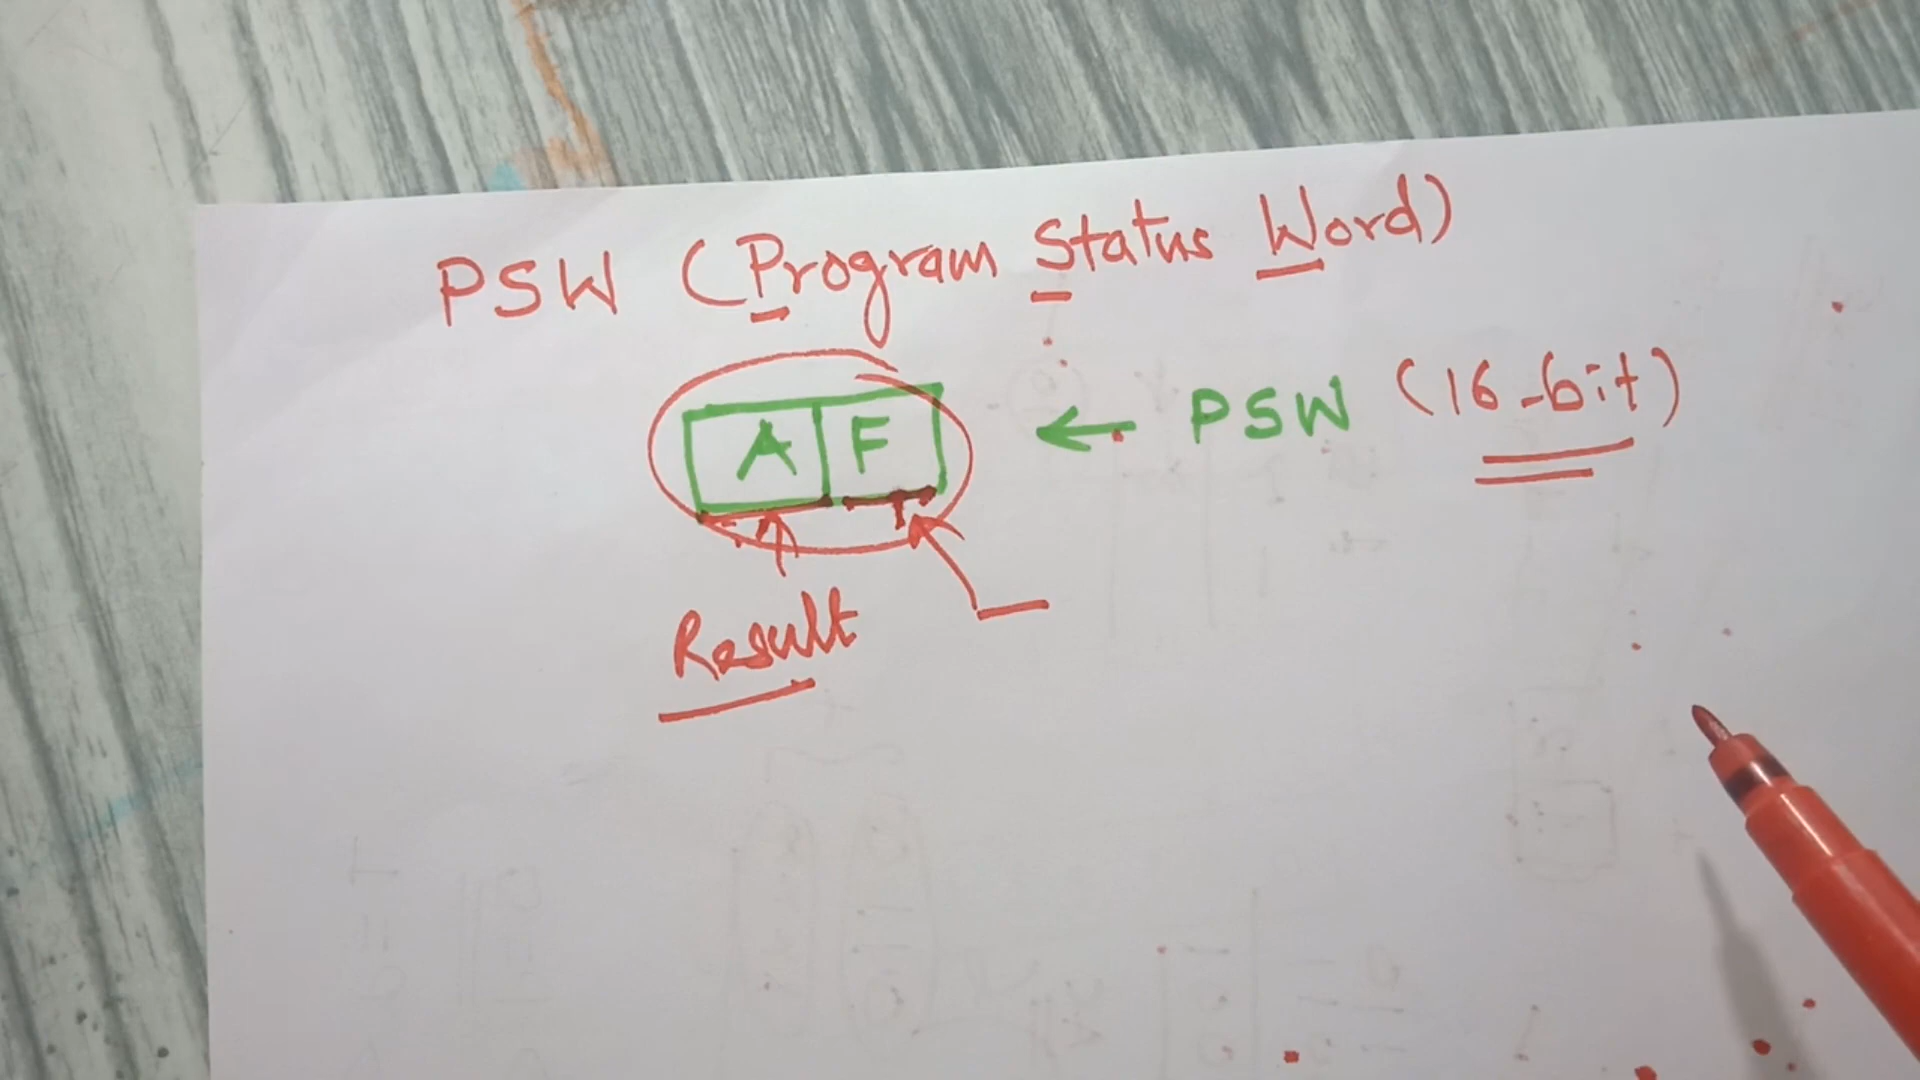 PSW (Program Status Word)
A F ← PSW (16-bit)
Result